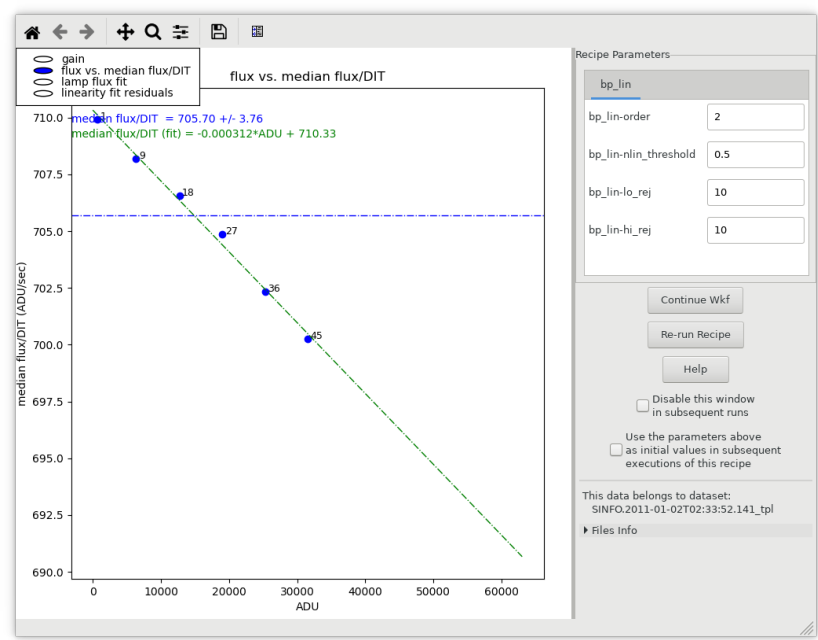 gain
flux vs. median flux/DIT
lamp flux fit
linearity fit residuals
flux vs. median flux/DIT
median flux/DIT  = 705.70 +/- 3.76
median flux/DIT (fit) = -0.000312*ADU + 710.33
9
18
27
36
45
median flux/DIT (ADU/sec)
710.0
707.5
705.0
702.5
700.0
697.5
695.0
692.5
690.0
0 10000 20000 30000 40000 50000 60000
ADU
Recipe Parameters
bp_lin
bp_lin-order 2
bp_lin-nlin_threshold 0.5
bp_lin-lo_rej 10
bp_lin-hi_rej 10
Continue Wkf
Re-run Recipe
Help
Disable this window
in subsequent runs
Use the parameters above
as initial values in subsequent
executions of this recipe
This data belongs to dataset:
SINFO.2011-01-02T02:33:52.141_tpl
Files Info